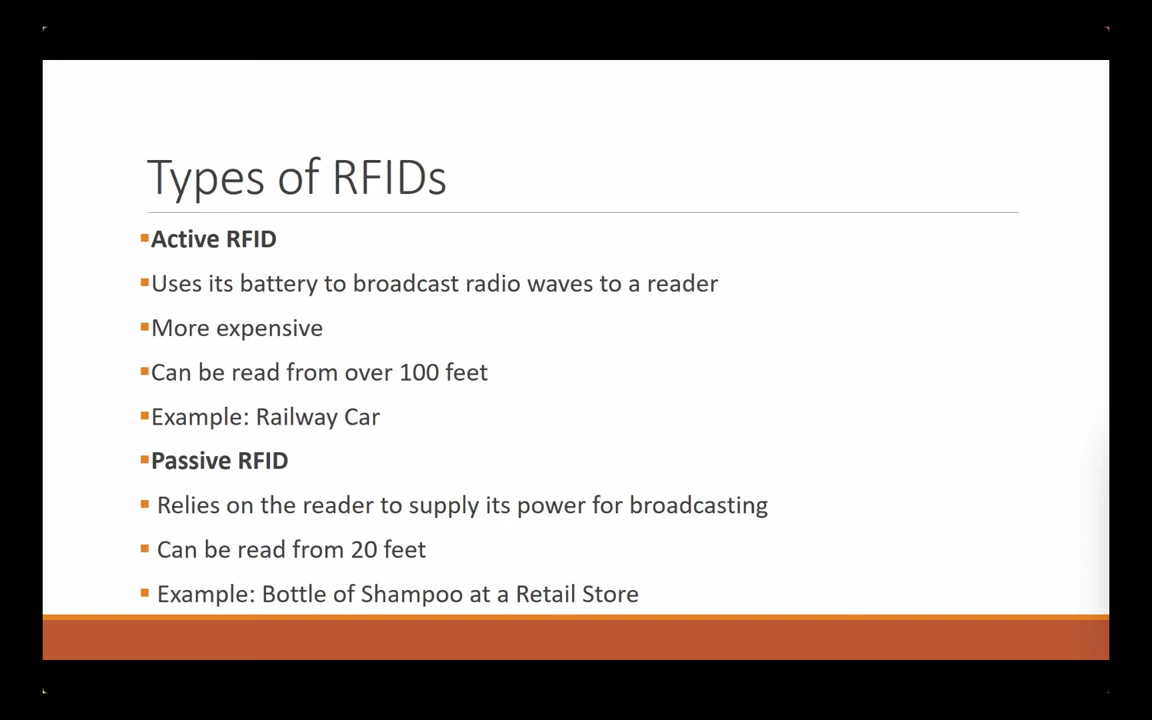 Types of RFIDs
▪Active RFID
▪Uses its battery to broadcast radio waves to a reader
▪More expensive
▪Can be read from over 100 feet
▪Example: Railway Car
▪Passive RFID
▪ Relies on the reader to supply its power for broadcasting
▪ Can be read from 20 feet
▪ Example: Bottle of Shampoo at a Retail Store